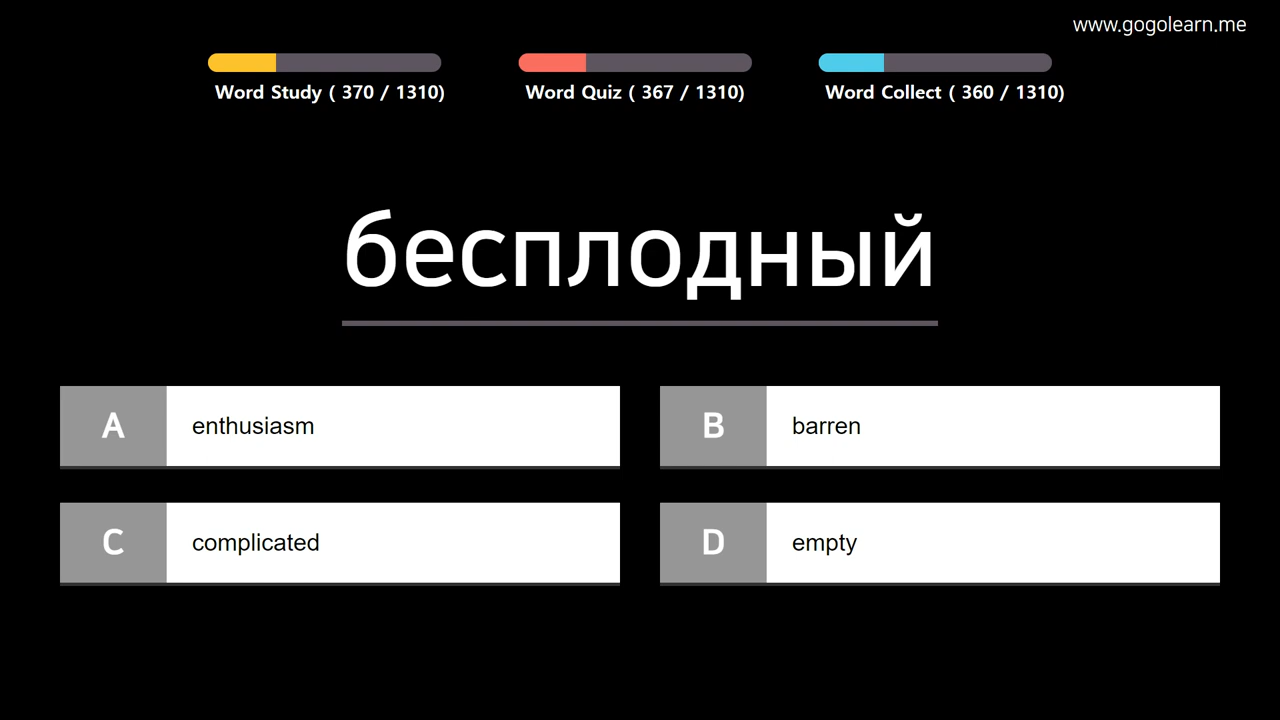 www.gogolearn.me
Word Study ( 370 / 1310)
Word Quiz ( 367 / 1310)
Word Collect ( 360 / 1310)
бесплодный
A enthusiasm
B barren
C complicated
D empty